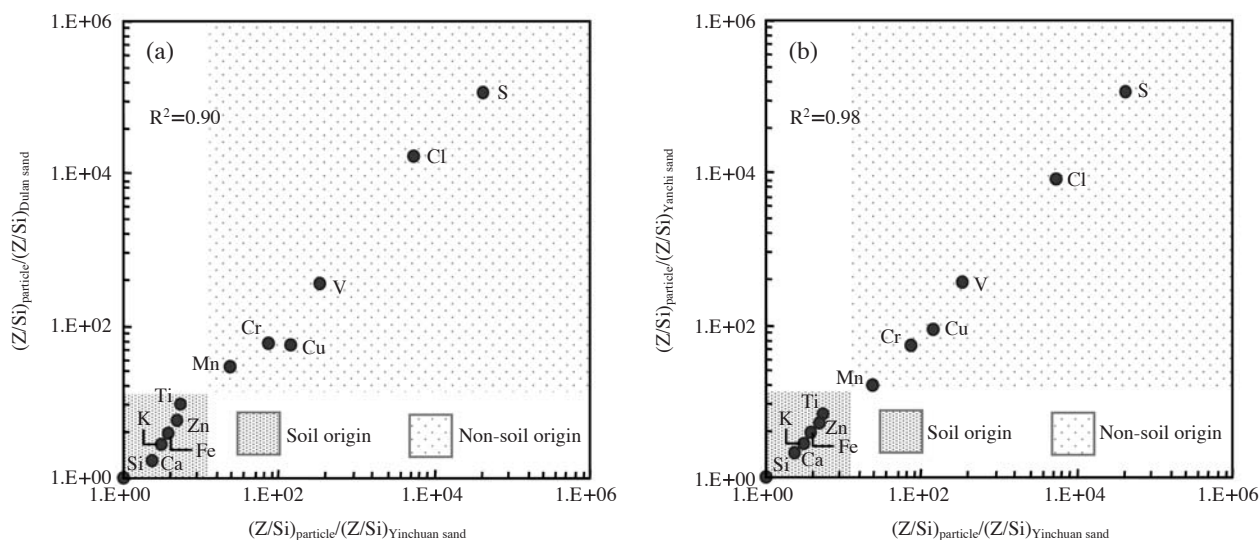 (a)
R²=0.90
1.E+06
1.E+04
1.E+02
1.E+00
(Z/Si)particle/(Z/Si)Dulan sand
S
Cl
V
Cr
Cu
Mn
Ti
K
Zn
Fe
Si
Ca
Soil origin
Non-soil origin
1.E+00 1.E+02 1.E+04 1.E+06
(Z/Si)particle/(Z/Si)Yinchuan sand
(b)
R²=0.98
1.E+06
1.E+04
1.E+02
1.E+00
(Z/Si)particle/(Z/Si)Yanchi sand
S
Cl
V
Cu
Cr
Mn
Ti
K
Zn
Fe
Si
Ca
Soil origin
Non-soil origin
1.E+00 1.E+02 1.E+04 1.E+06
(Z/Si)particle/(Z/Si)Yinchuan sand